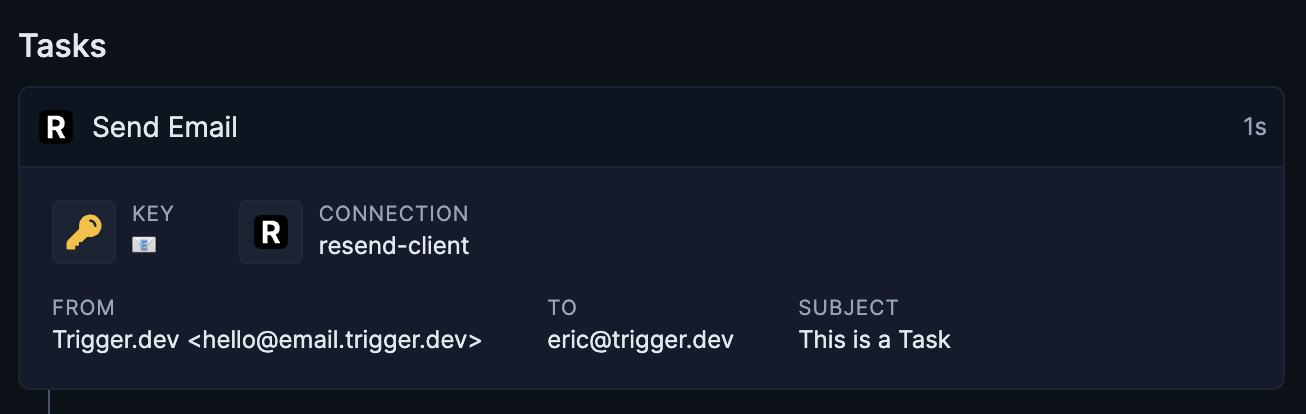 Tasks
R Send Email 1s
KEY
📧
CONNECTION
R
resend-client
FROM
Trigger.dev <hello@email.trigger.dev>
TO
eric@trigger.dev
SUBJECT
This is a Task